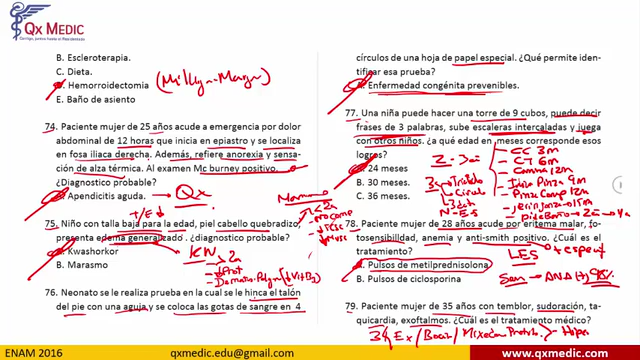 Qx MEDIC
B. Escleroterapia.
C. Dieta.
D. Hemorroidectomía (Milligan-Morgan)
E. Baño de asiento
74. Paciente mujer de 25 años acude a emergencia por dolor
abdominal de 12 horas que inicia en epiastro y se localiza
en fosa iliaca derecha. Además, refiere anorexia y sensa-
ción de alza térmica. Al examen Mc burney positivo.
¿Diagnostico probable?
Apendicitis aguda. → Qx
75. Niño con talla baja para la edad, piel cabello quebradizo,
presenta edema generalizado. ¿diagnostico probable?
Kwashorkor
B. Marasmo
KW > 2a
76. Neonato se le realiza prueba en la cual se le hinca el talón
del pie con una aguja, y se coloca las gotas de sangre en 4
círculos de una hoja de papel especial. ¿Qué permite iden-
tificar esa prueba?
Enfermedad congénita prevenibles.
77. Una niña puede hacer una torre de 9 cubos, puede decir
frases de 3 palabras, sube escaleras intercaladas y juega
con otros niños. ¿a qué edad en meses corresponde esos
logros?
24 meses
B. 30 meses
C. 36 meses
CC 3m
CT 6m
78. Paciente mujer de 28 años acude por eritema malar, fo-
tosensibilidad, anemia y anti-smith positivo. ¿Cuál es el
tratamiento?
Pulsos de metilprednisolona
B. Pulsos de ciclosporina
LES
79. Paciente mujer de 35 años con temblor, sudoración, ta-
quicardia, exoftalmos. ¿Cuál es el tratamiento médico?
ENAM 2016
qxmedic.edu@gmail.com
www.qxmedic.com